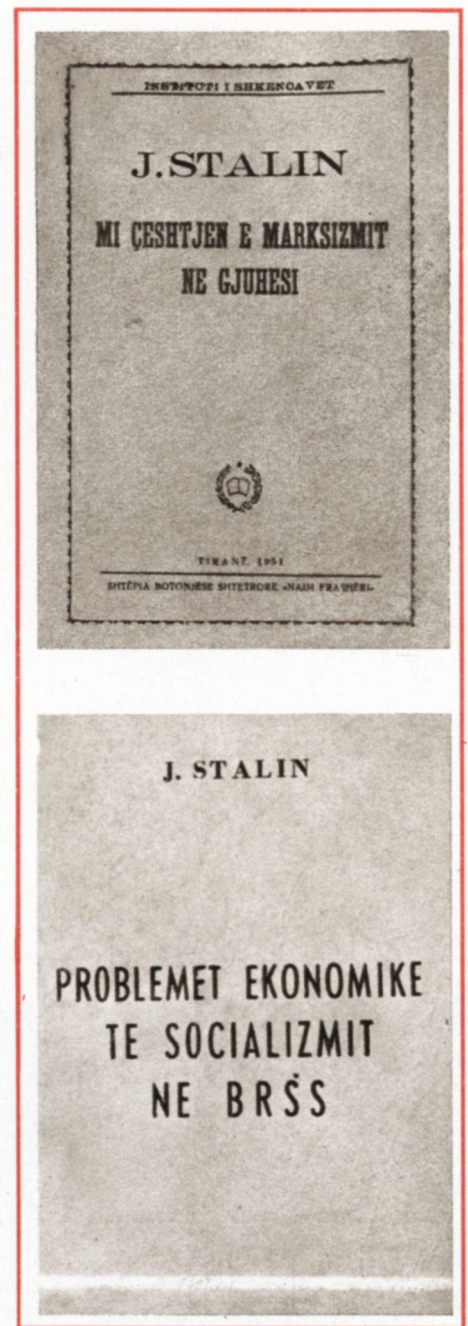 INSTITUTI I SHKENCAVET
J. STALIN
MI ÇESHTJEN E MARKSIZMIT
NE GJUHESI
TIRANË, 1951
SHTËPIA BOTONJËSE SHTETRORE «NAIM FRASHËRI»
J. STALIN
PROBLEMET EKONOMIKE
TE SOCIALIZMIT
NE BRSS